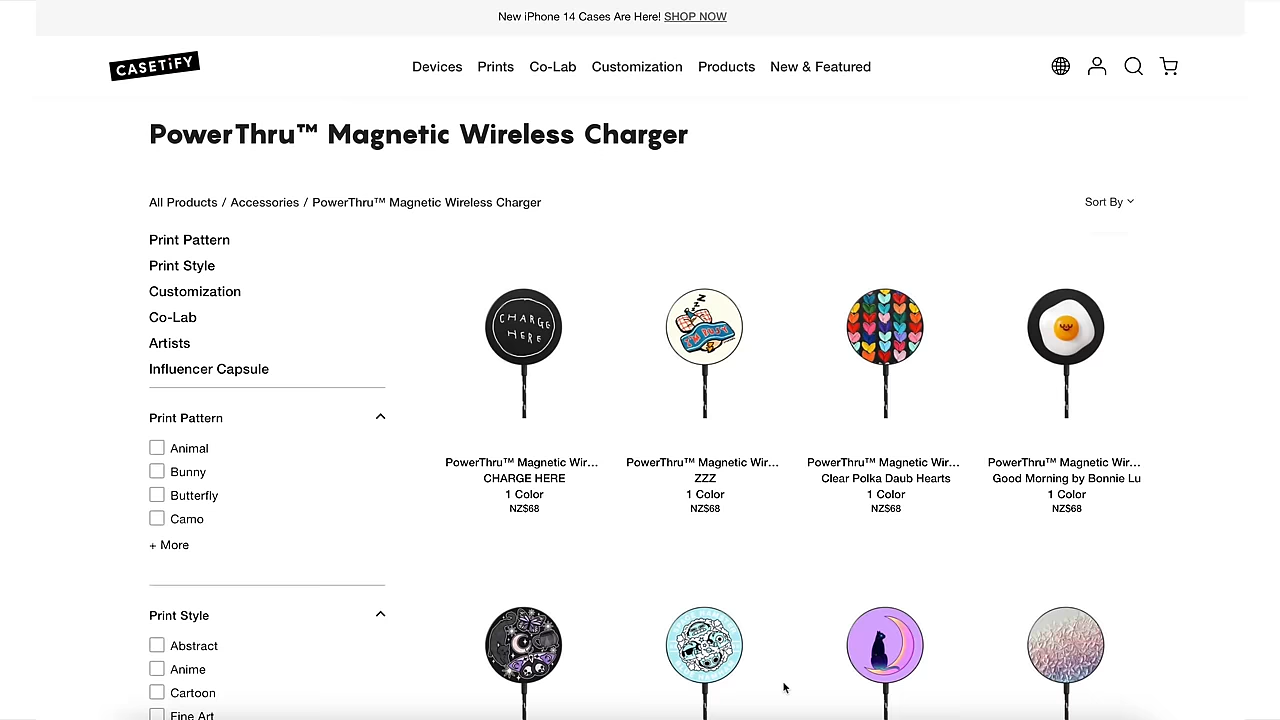 New iPhone 14 Cases Are Here! SHOP NOW
CASETiFY
Devices Prints Co-Lab Customization Products New & Featured
PowerThru™ Magnetic Wireless Charger
All Products / Accessories / PowerThru™ Magnetic Wireless Charger
Sort By
Print Pattern
Print Style
Customization
Co-Lab
Artists
Influencer Capsule
Print Pattern
Animal
Bunny
Butterfly
Camo
+ More
Print Style
Abstract
Anime
Cartoon
Fine Art
CHARGE
HERE
PowerThru™ Magnetic Wir...
CHARGE HERE
1 Color
NZ$68
ZZZ
PowerThru™ Magnetic Wir...
ZZZ
1 Color
NZ$68
PowerThru™ Magnetic Wir...
Clear Polka Daub Hearts
1 Color
NZ$68
PowerThru™ Magnetic Wir...
Good Morning by Bonnie Lu
1 Color
NZ$68